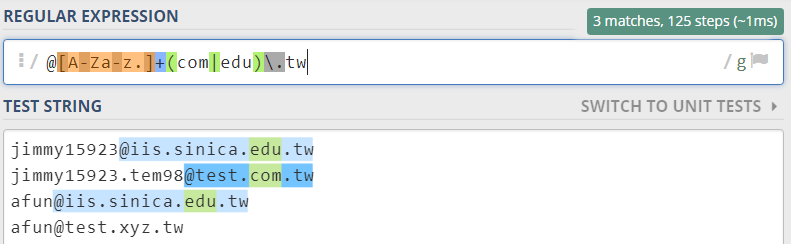 REGULAR EXPRESSION
3 matches, 125 steps (~1ms)
/ @[A-Za-z.]+(com|edu)\.tw / g
TEST STRING
SWITCH TO UNIT TESTS
jimmy15923@iis.sinica.edu.tw
jimmy15923.tem98@test.com.tw
afun@iis.sinica.edu.tw
afun@test.xyz.tw